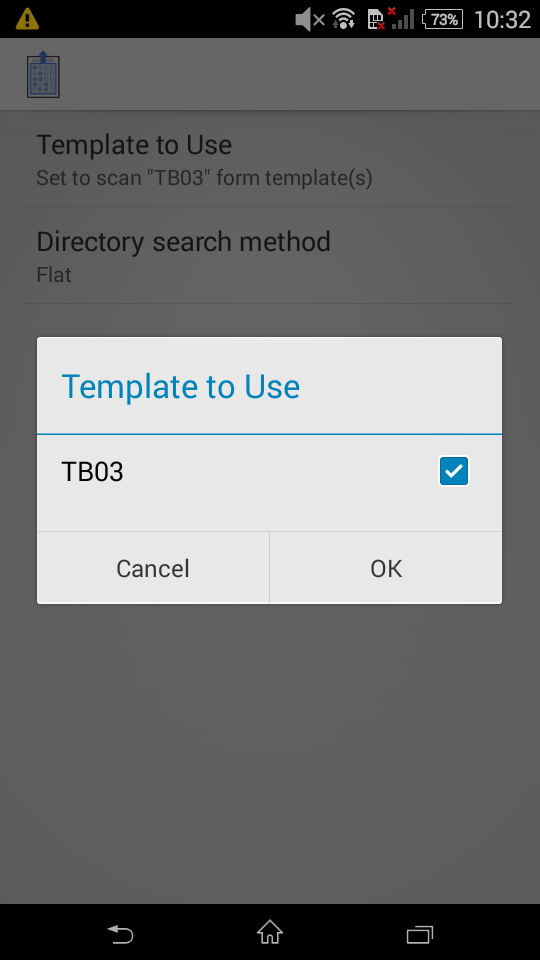 73% 10:32
Template to Use
Set to scan "TB03" form template(s)
Directory search method
Flat
Template to Use
TB03
Cancel OK